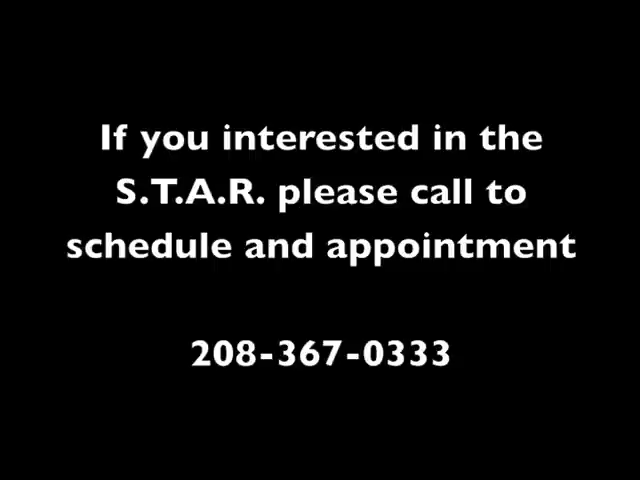 If you interested in the
S.T.A.R. please call to
schedule and appointment
208-367-0333